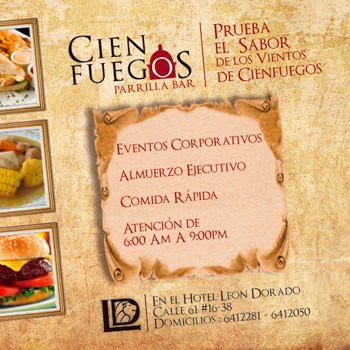 CIEN
FUEGOS
PARRILLA BAR
PRUEBA
EL SABOR
DE LOS VIENTOS
DE CIENFUEGOS
EVENTOS CORPORATIVOS
ALMUERZO EJECUTIVO
COMIDA RÁPIDA
ATENCIÓN DE
6:00 AM A 9:00PM
LD
EN EL HOTEL LEON DORADO
CALLE 61 #16-38
DOMICILIOS : 6412281 - 6412050